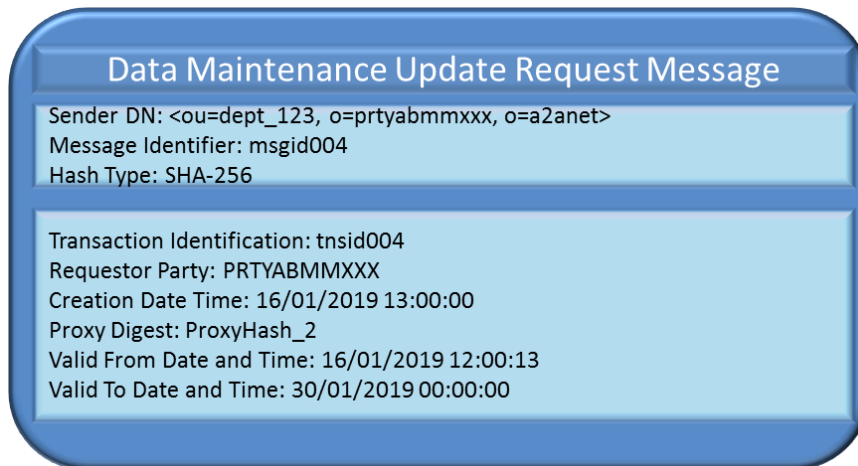 Data Maintenance Update Request Message
Sender DN: <ou=dept_123, o=prtyabmmxxx, o=a2anet>
Message Identifier: msgid004
Hash Type: SHA-256
Transaction Identification: tnsid004
Requestor Party: PRTYABMMXXX
Creation Date Time: 16/01/2019 13:00:00
Proxy Digest: ProxyHash_2
Valid From Date and Time: 16/01/2019 12:00:13
Valid To Date and Time: 30/01/2019 00:00:00